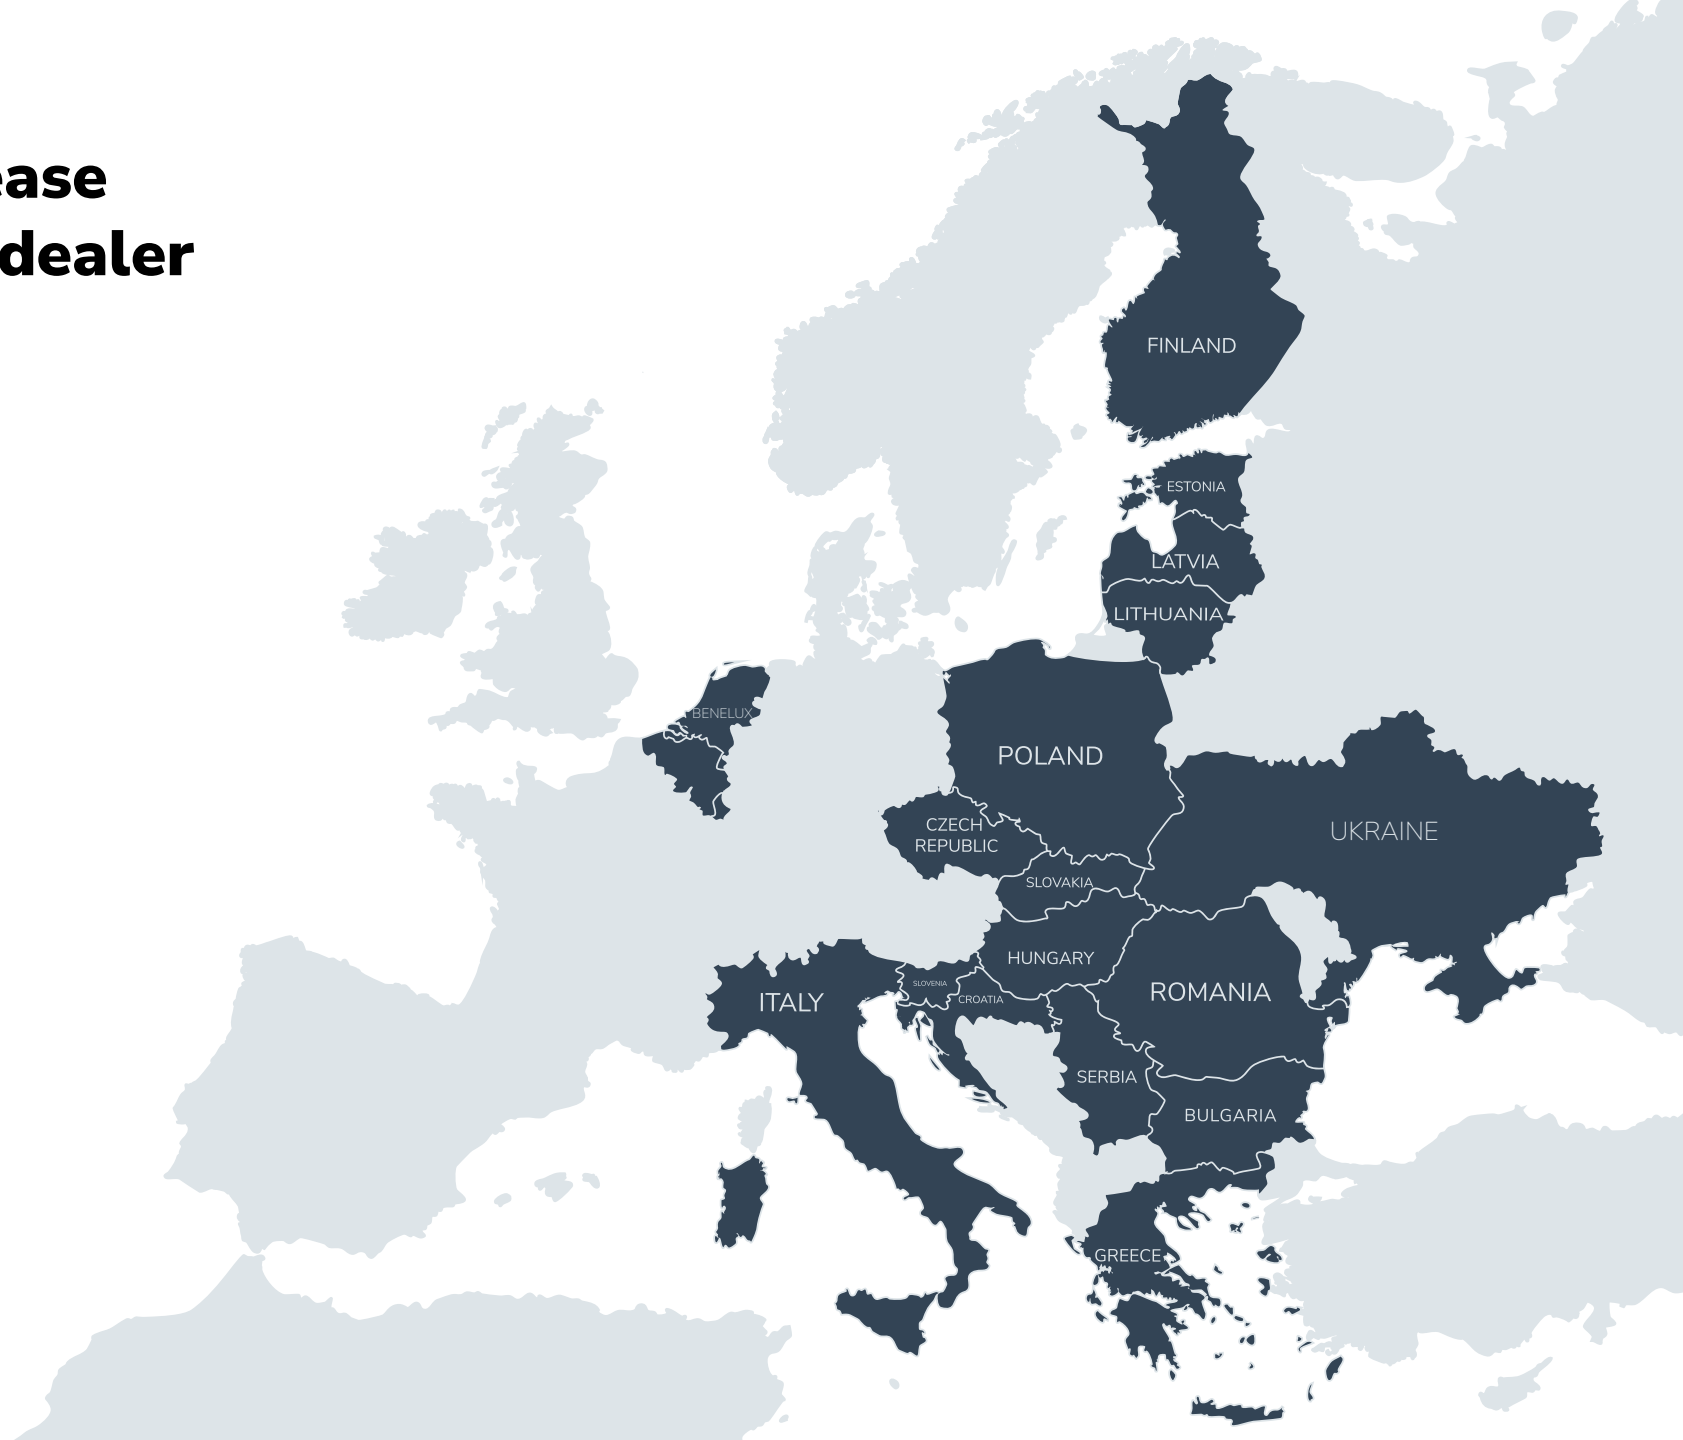 ease
dealer
FINLAND
ESTONIA
LATVIA
LITHUANIA
BENELUX
POLAND
UKRAINE
CZECH
REPUBLIC
SLOVAKIA
HUNGARY
SLOVENIA
CROATIA
ITALY
ROMANIA
SERBIA
BULGARIA
GREECE